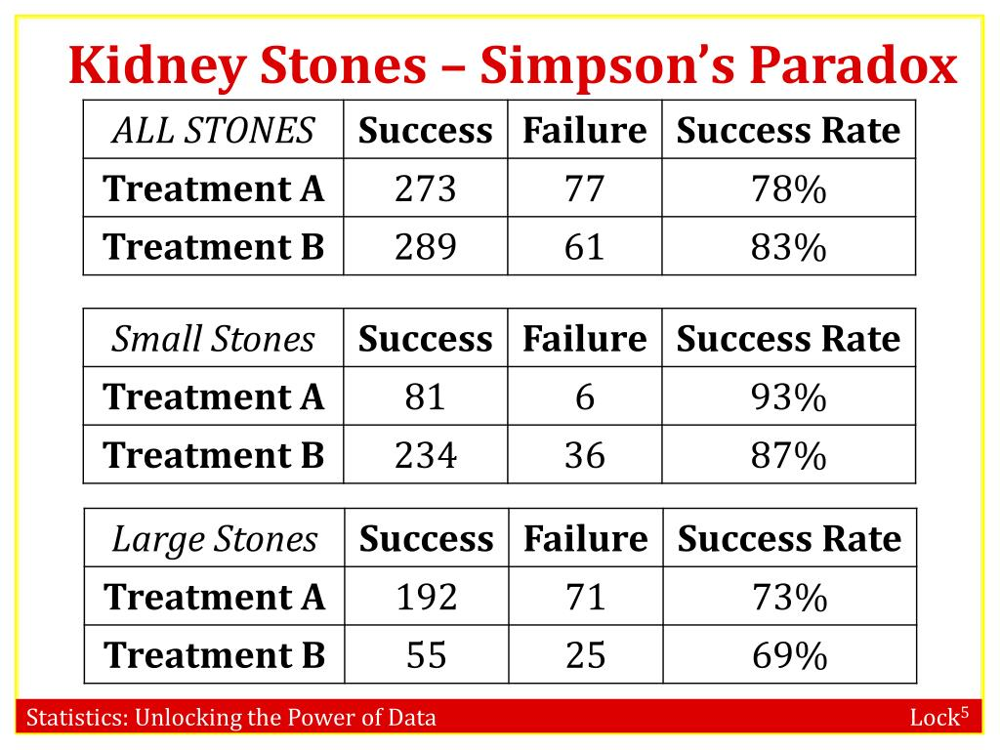 Kidney Stones – Simpson's Paradox
ALL STONES Success Failure Success Rate
Treatment A 273 77 78%
Treatment B 289 61 83%
Small Stones Success Failure Success Rate
Treatment A 81 6 93%
Treatment B 234 36 87%
Large Stones Success Failure Success Rate
Treatment A 192 71 73%
Treatment B 55 25 69%
Statistics: Unlocking the Power of Data Lock⁵